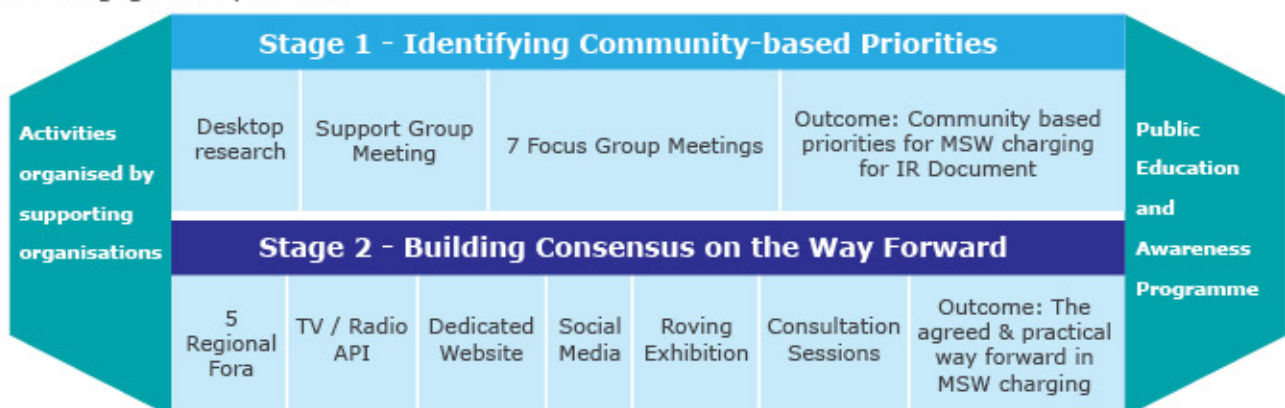 Stage 1 - Identifying Community-based Priorities
Activities
organised by
supporting
organisations
Desktop
research
Support Group
Meeting
7 Focus Group Meetings
Outcome: Community based
priorities for MSW charging
for IR Document
Public
Education
and
Awareness
Programme
Stage 2 - Building Consensus on the Way Forward
5
Regional
Fora
TV / Radio
API
Dedicated
Website
Social
Media
Roving
Exhibition
Consultation
Sessions
Outcome: The
agreed & practical
way forward in
MSW charging